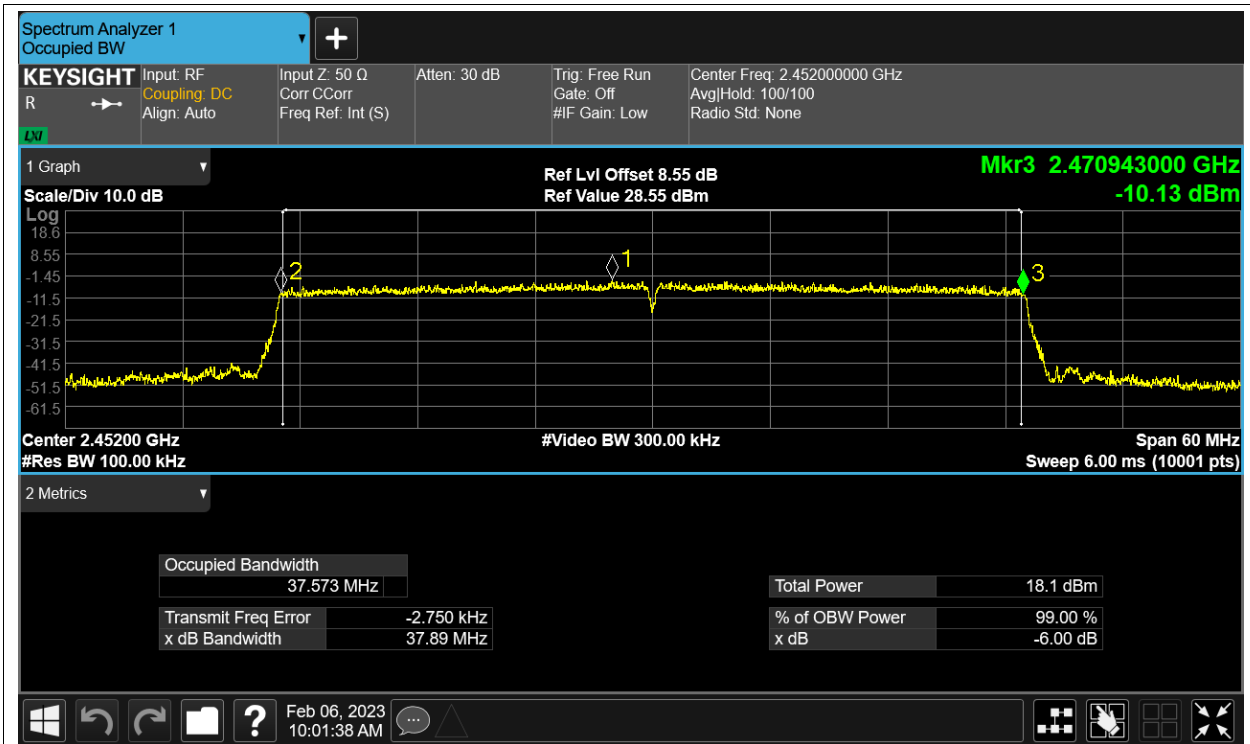 Spectrum Analyzer 1
Occupied BW
KEYSIGHT
R
LXI
Input: RF
Coupling: DC
Align: Auto
Input Z: 50 Ω
Corr CCorr
Freq Ref: Int (S)
Atten: 30 dB
Trig: Free Run
Gate: Off
#IF Gain: Low
Center Freq: 2.452000000 GHz
Avg|Hold: 100/100
Radio Std: None
1 Graph
Scale/Div 10.0 dB
Ref Lvl Offset 8.55 dB
Ref Value 28.55 dBm
Mkr3 2.470943000 GHz
-10.13 dBm
Log
18.6
8.55
-1.45
-11.5
-21.5
-31.5
-41.5
-51.5
-61.5
2
1
3
Center 2.45200 GHz
#Video BW 300.00 kHz
Span 60 MHz
#Res BW 100.00 kHz
Sweep 6.00 ms (10001 pts)
2 Metrics
Occupied Bandwidth
37.573 MHz
Transmit Freq Error -2.750 kHz
x dB Bandwidth 37.89 MHz
Total Power 18.1 dBm
% of OBW Power 99.00 %
x dB -6.00 dB
?
Feb 06, 2023
10:01:38 AM